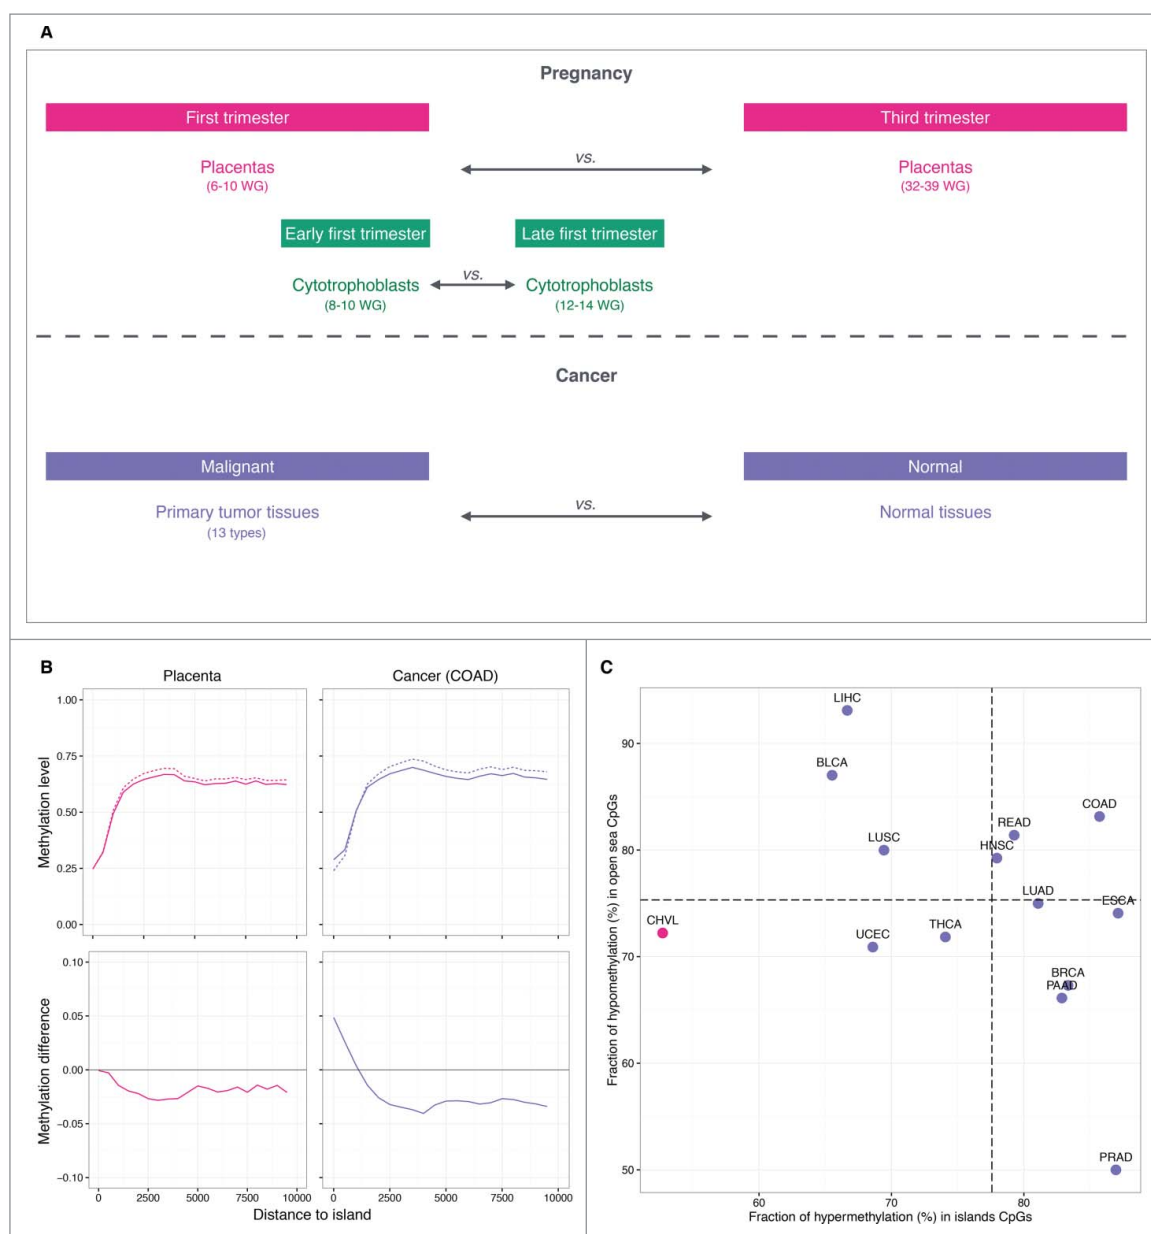 A
Pregnancy
First trimester
Third trimester
vs.
Placentas
(6-10 WG)
Placentas
(32-39 WG)
Early first trimester
Late first trimester
vs.
Cytotrophoblasts
(8-10 WG)
Cytotrophoblasts
(12-14 WG)
Cancer
Malignant
Normal
vs.
Primary tumor tissues
(13 types)
Normal tissues
B
Placenta
Cancer (COAD)
Methylation level
1.00
0.75
0.50
0.25
0.00
Methylation difference
0.10
0.05
0.00
−0.05
−0.10
0 2500 5000 7500 10000
0 2500 5000 7500 10000
Distance to island
C
Fraction of hypomethylation (%) in open sea CpGs
90
80
70
60
50
LIHC
BLCA
COAD
READ
LUSC
HNSC
LUAD
ESCA
CHVL
THCA
UCEC
BRCA
PAAD
PRAD
60 70 80
Fraction of hypermethylation (%) in islands CpGs